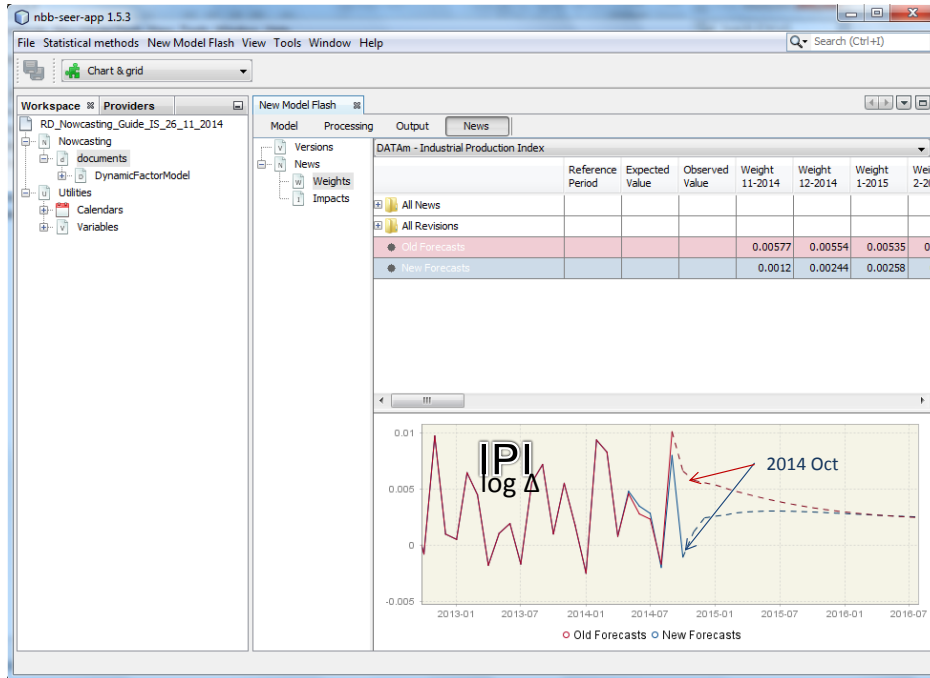 nbb-seer-app 1.5.3
File Statistical methods New Model Flash View Tools Window Help
Search (Ctrl+I)
Chart & grid
Workspace Providers
RD_Nowcasting_Guide_IS_26_11_2014
Nowcasting
documents
DynamicFactorModel
Utilities
Calendars
Variables
New Model Flash
Model Processing Output News
Versions
News
Weights
Impacts
DATAm - Industrial Production Index
Reference Period Expected Value Observed Value Weight 11-2014 Weight 12-2014 Weight 1-2015
All News
All Revisions
Old Forecasts 0.00577 0.00554 0.00535 0
New Forecasts 0.0012 0.00244 0.00258
IPI
log Δ
2014 Oct
0.01
0.005
0
-0.005
2013-01 2013-07 2014-01 2014-07 2015-01 2015-07 2016-01 2016-07
Old Forecasts New Forecasts